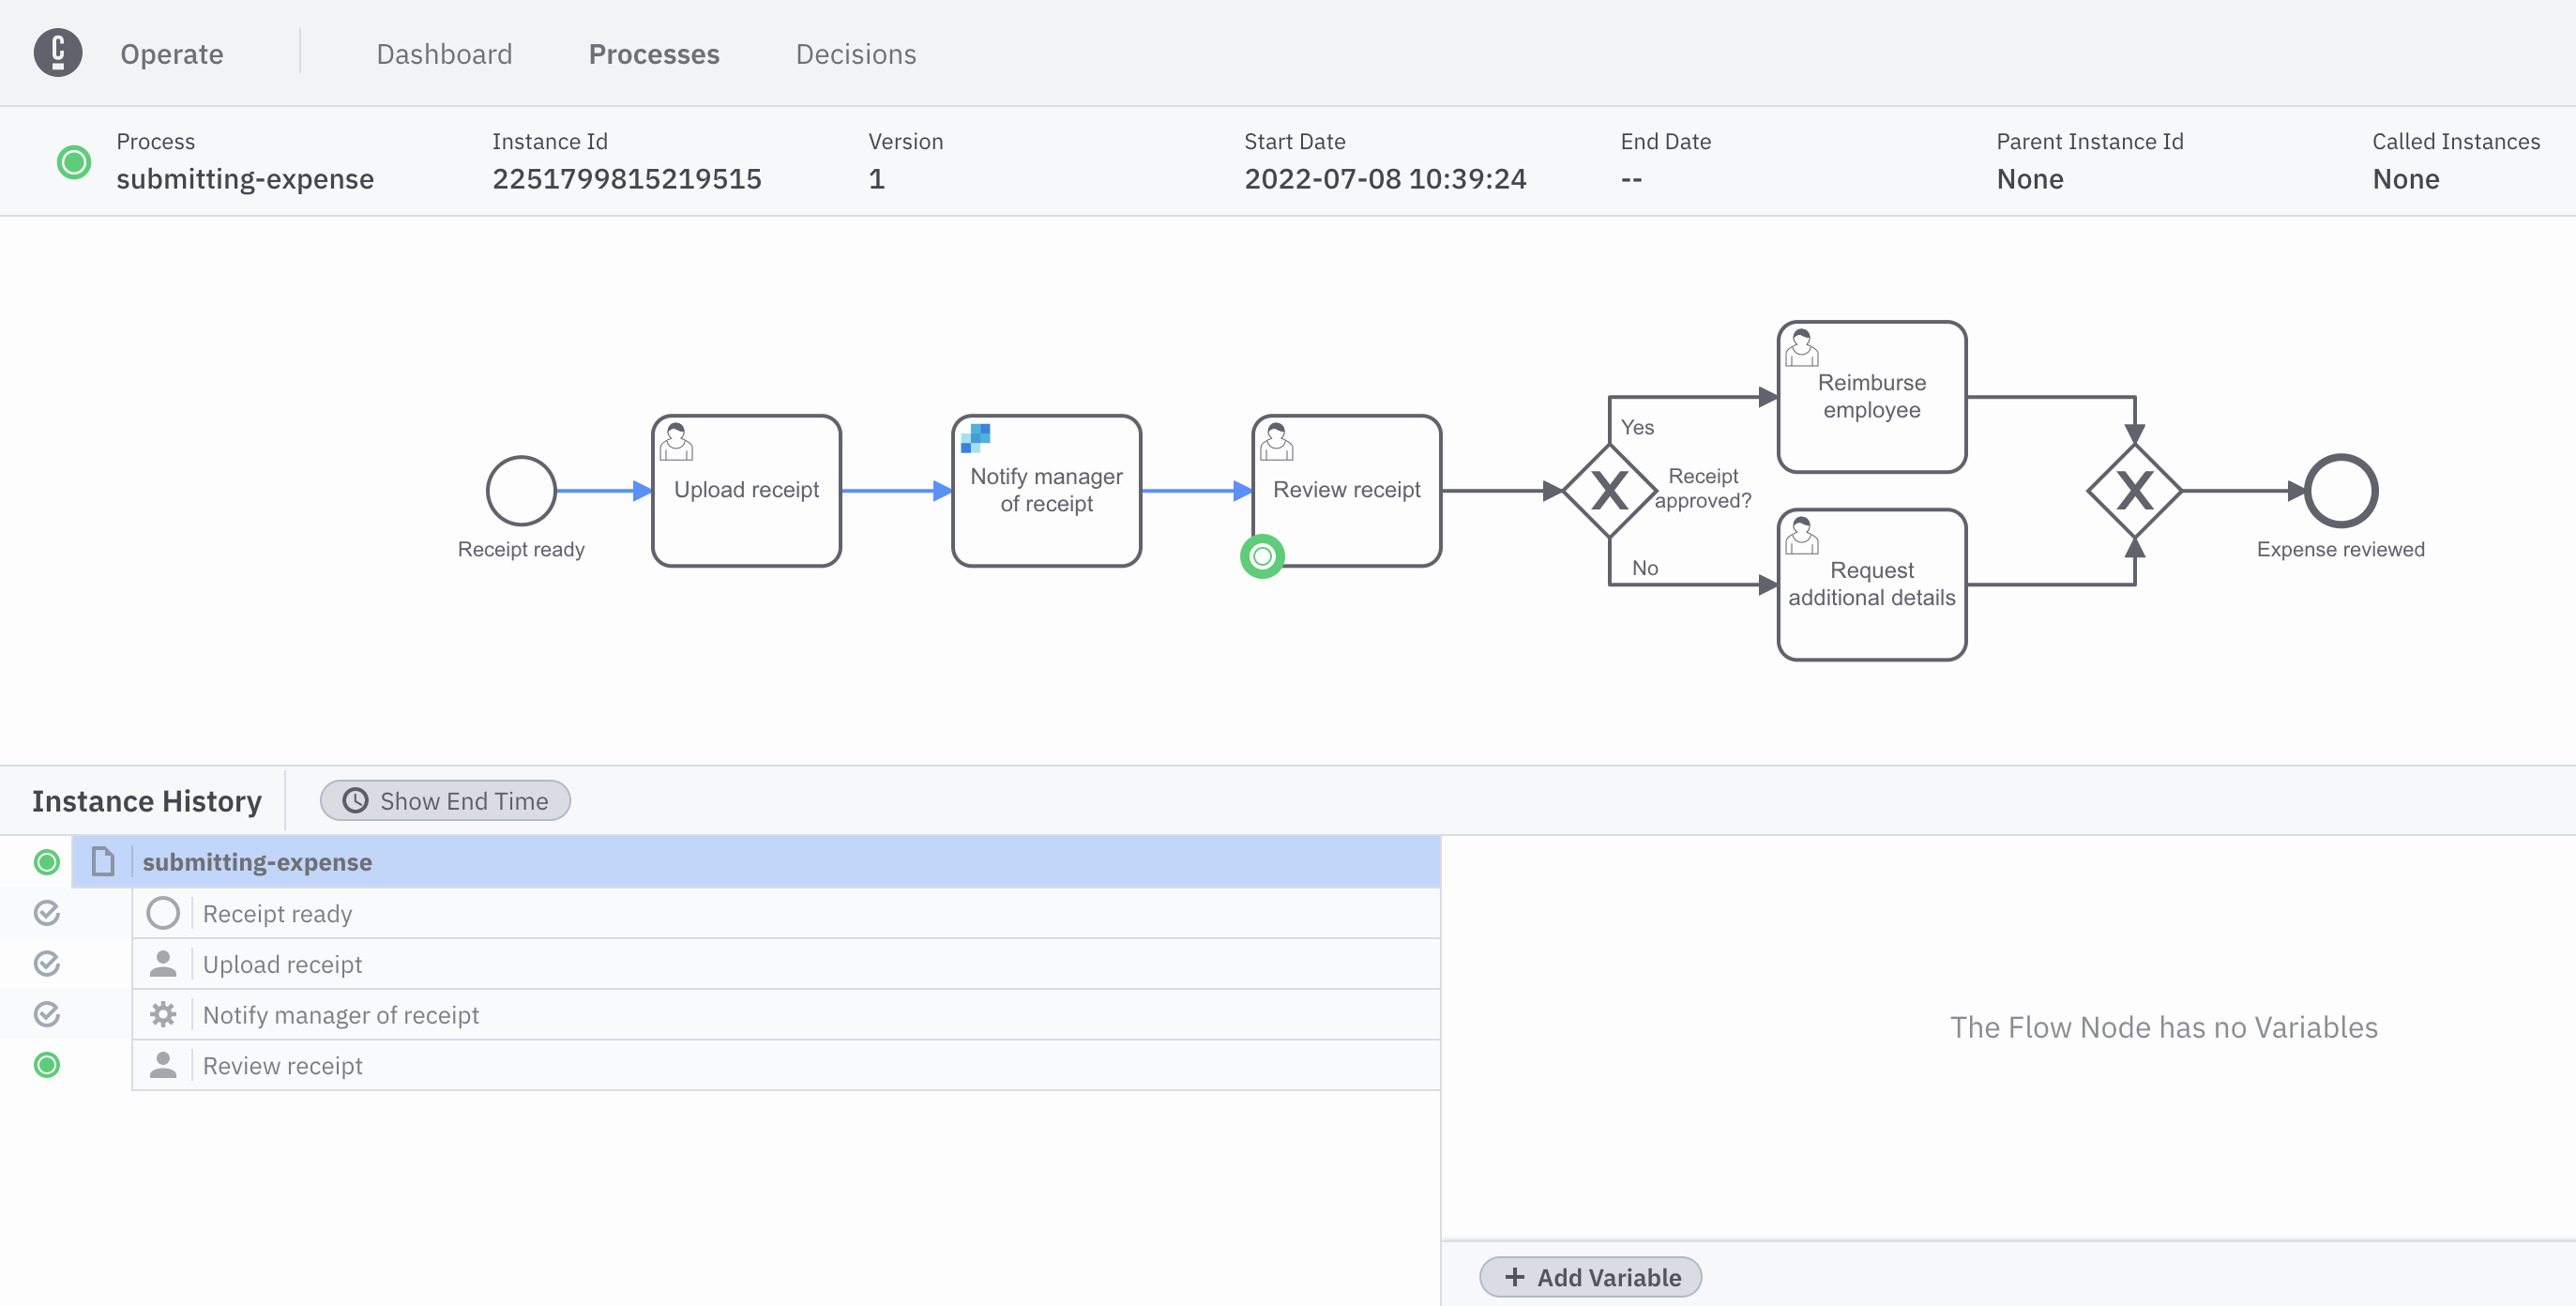 Operate
Dashboard
Processes
Decisions
Process
submitting-expense
Instance Id
2251799815219515
Version
1
Start Date
2022-07-08 10:39:24
End Date
--
Parent Instance Id
None
Called Instances
None
Receipt ready
Upload receipt
Notify manager
of receipt
Review receipt
Yes
Receipt
approved?
No
Reimburse
employee
Request
additional details
Expense reviewed
Instance History
Show End Time
submitting-expense
Receipt ready
Upload receipt
Notify manager of receipt
Review receipt
The Flow Node has no Variables
+ Add Variable